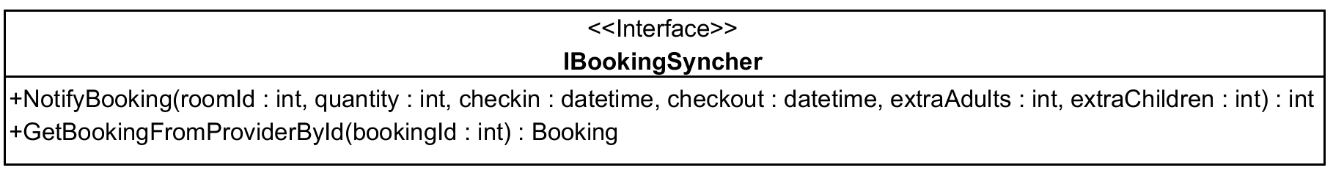 <<Interface>>
IBookingSyncher
+NotifyBooking(roomId : int, quantity : int, checkin : datetime, checkout : datetime, extraAdults : int, extraChildren : int) : int
+GetBookingFromProviderById(bookingId : int) : Booking